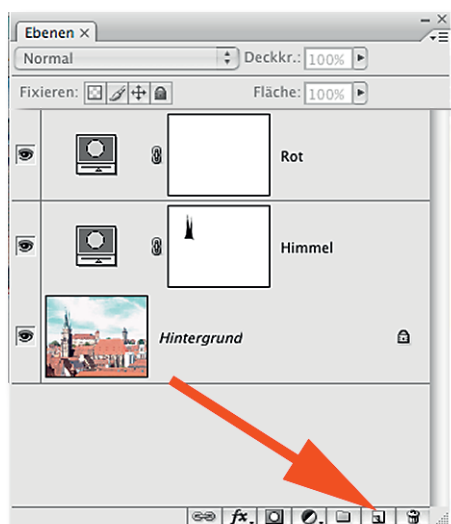 Ebenen ×
Normal Deckkr.: 100%
Fixieren: Fläche: 100%
Rot
Himmel
Hintergrund
fx.